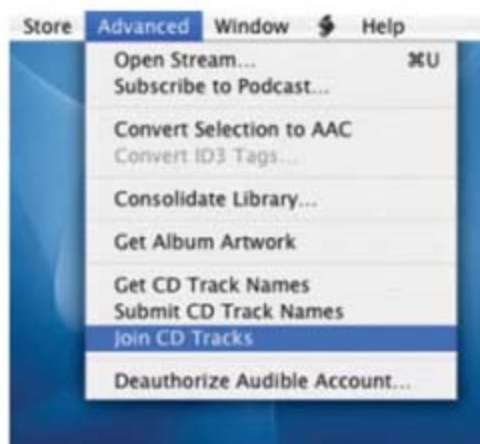 Store Advanced Window Help
Open Stream... ⌘U
Subscribe to Podcast...
Convert Selection to AAC
Convert ID3 Tags...
Consolidate Library...
Get Album Artwork
Get CD Track Names
Submit CD Track Names
Join CD Tracks
Deauthorize Audible Account...